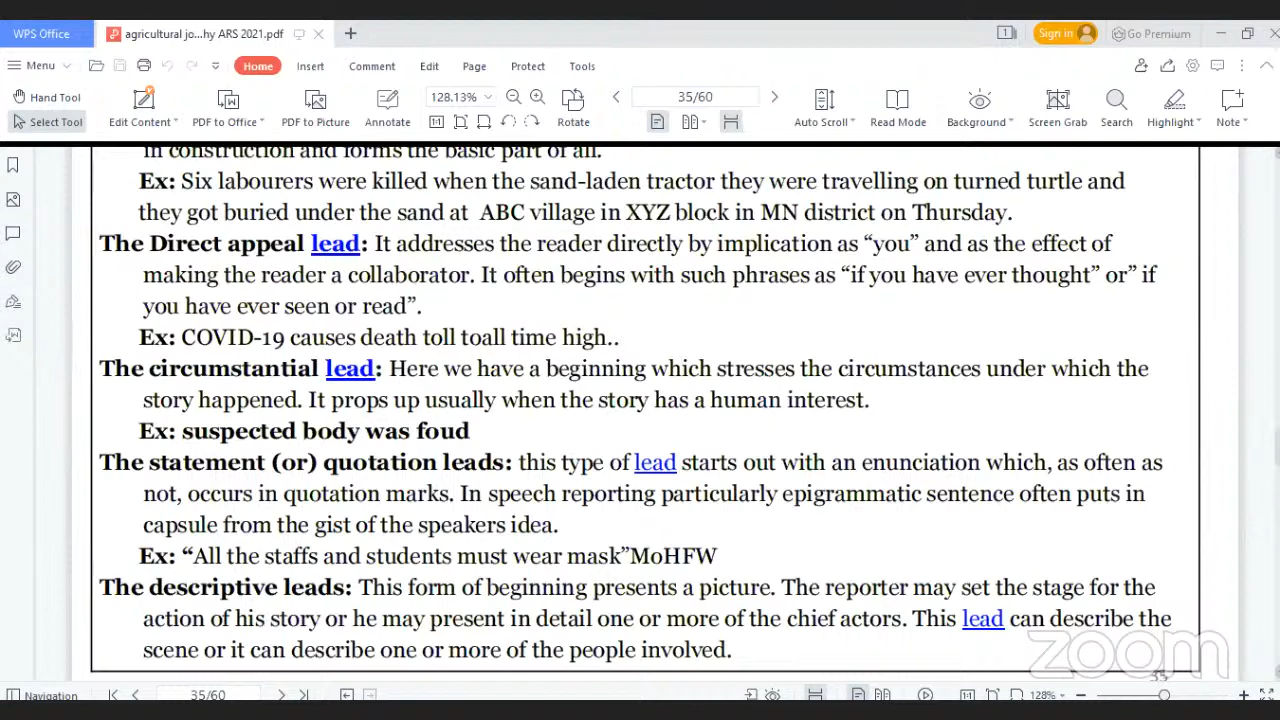 WPS Office
agricultural jo...hy ARS 2021.pdf
Sign in
Go Premium
Menu
Home
Insert
Comment
Edit
Page
Protect
Tools
Hand Tool
Select Tool
Edit Content
PDF to Office
PDF to Picture
Annotate
128.13%
Rotate
35/60
Auto Scroll
Read Mode
Background
Screen Grab
Search
Highlight
Note
in construction and forms the basic part of all.
Ex: Six labourers were killed when the sand-laden tractor they were travelling on turned turtle and
they got buried under the sand at ABC village in XYZ block in MN district on Thursday.
The Direct appeal lead: It addresses the reader directly by implication as “you” and as the effect of
making the reader a collaborator. It often begins with such phrases as “if you have ever thought” or” if
you have ever seen or read”.
Ex: COVID-19 causes death toll toall time high..
The circumstantial lead: Here we have a beginning which stresses the circumstances under which the
story happened. It props up usually when the story has a human interest.
Ex: suspected body was foud
The statement (or) quotation leads: this type of lead starts out with an enunciation which, as often as
not, occurs in quotation marks. In speech reporting particularly epigrammatic sentence often puts in
capsule from the gist of the speakers idea.
Ex: “All the staffs and students must wear mask”MoHFW
The descriptive leads: This form of beginning presents a picture. The reporter may set the stage for the
action of his story or he may present in detail one or more of the chief actors. This lead can describe the
scene or it can describe one or more of the people involved.
zoom
35
Navigation
35/60
128%